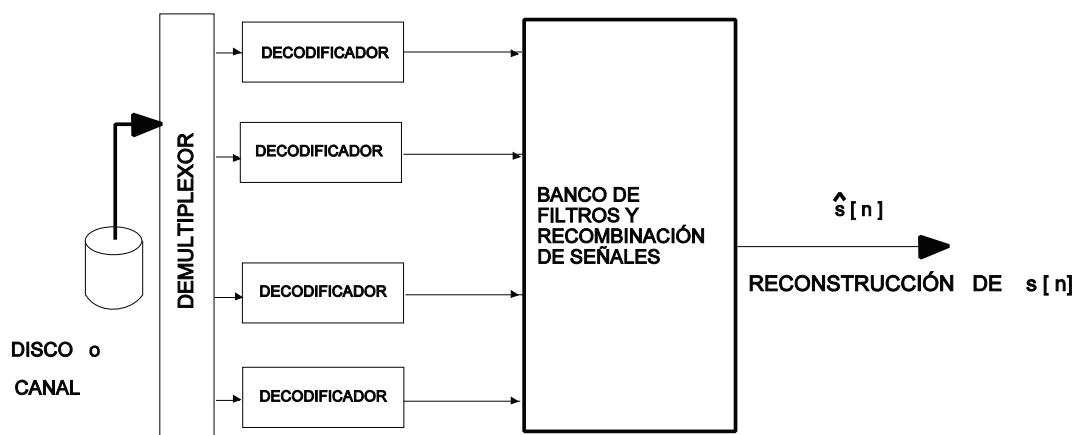 DISCO o
CANAL
DEMULTIPLEXOR
DECODIFICADOR
DECODIFICADOR
DECODIFICADOR
DECODIFICADOR
BANCO DE
FILTROS Y
RECOMBINACIÓN
DE SEÑALES
ŝ [ n ]
RECONSTRUCCIÓN DE s [ n]